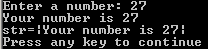 Enter a number: 27
Your number is 27
str=¦Your number is 27¦
Press any key to continue